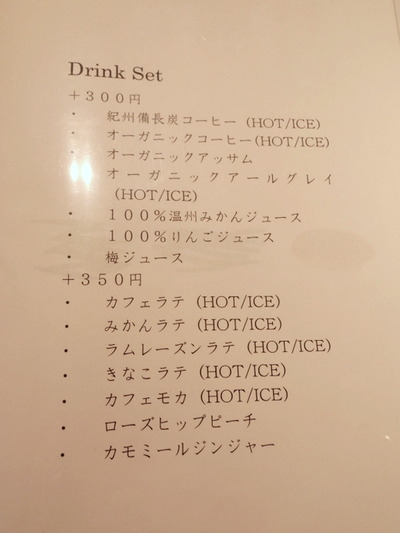 Drink Set
＋３００円
・ 紀州備長炭コーヒー (HOT/ICE)
・ オーガニックコーヒー(HOT/ICE)
・ オーガニックアッサム
オーガニックアールグレイ
(HOT/ICE)
・ １００％温州みかんジュース
・ １００％りんごジュース
・ 梅ジュース
＋３５０円
・ カフェラテ (HOT/ICE)
・ みかんラテ (HOT/ICE)
・ ラムレーズンラテ (HOT/ICE)
・ きなこラテ (HOT/ICE)
・ カフェモカ (HOT/ICE)
・ ローズヒップピーチ
・ カモミールジンジャー